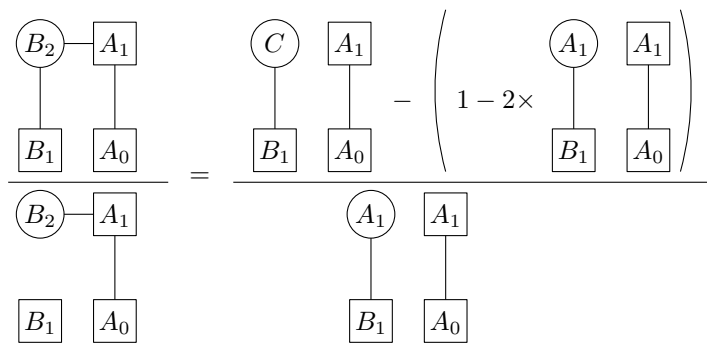 B₂ A₁ C A₁ A₁ A₁
− ( 1 − 2× )
B₁ A₀ B₁ A₀ B₁ A₀
=
B₂ A₁ A₁ A₁
B₁ A₀ B₁ A₀